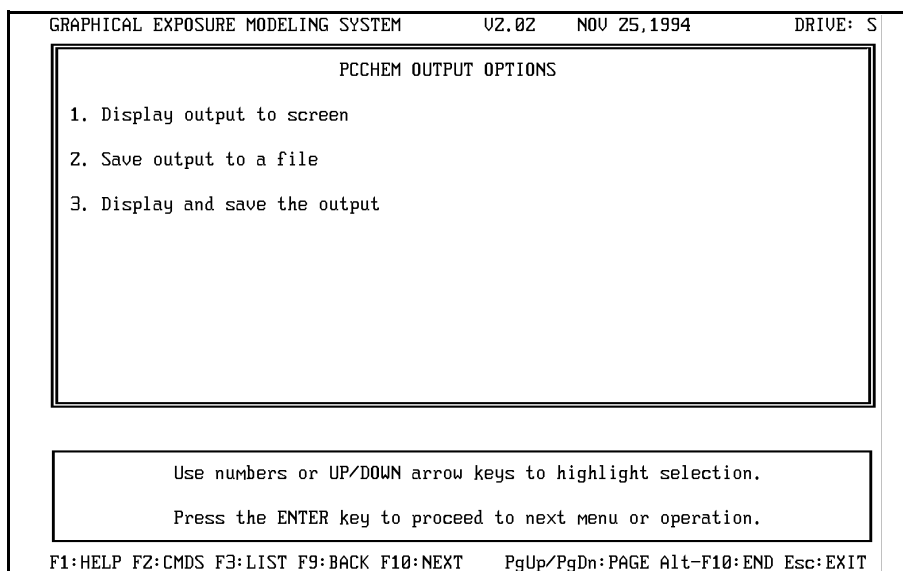 GRAPHICAL EXPOSURE MODELING SYSTEM V2.02 NOV 25,1994 DRIVE: S
PCCHEM OUTPUT OPTIONS
1. Display output to screen
2. Save output to a file
3. Display and save the output
Use numbers or UP/DOWN arrow keys to highlight selection.
Press the ENTER key to proceed to next menu or operation.
F1:HELP F2:CMDS F3:LIST F9:BACK F10:NEXT PgUp/PgDn:PAGE Alt-F10:END Esc:EXIT